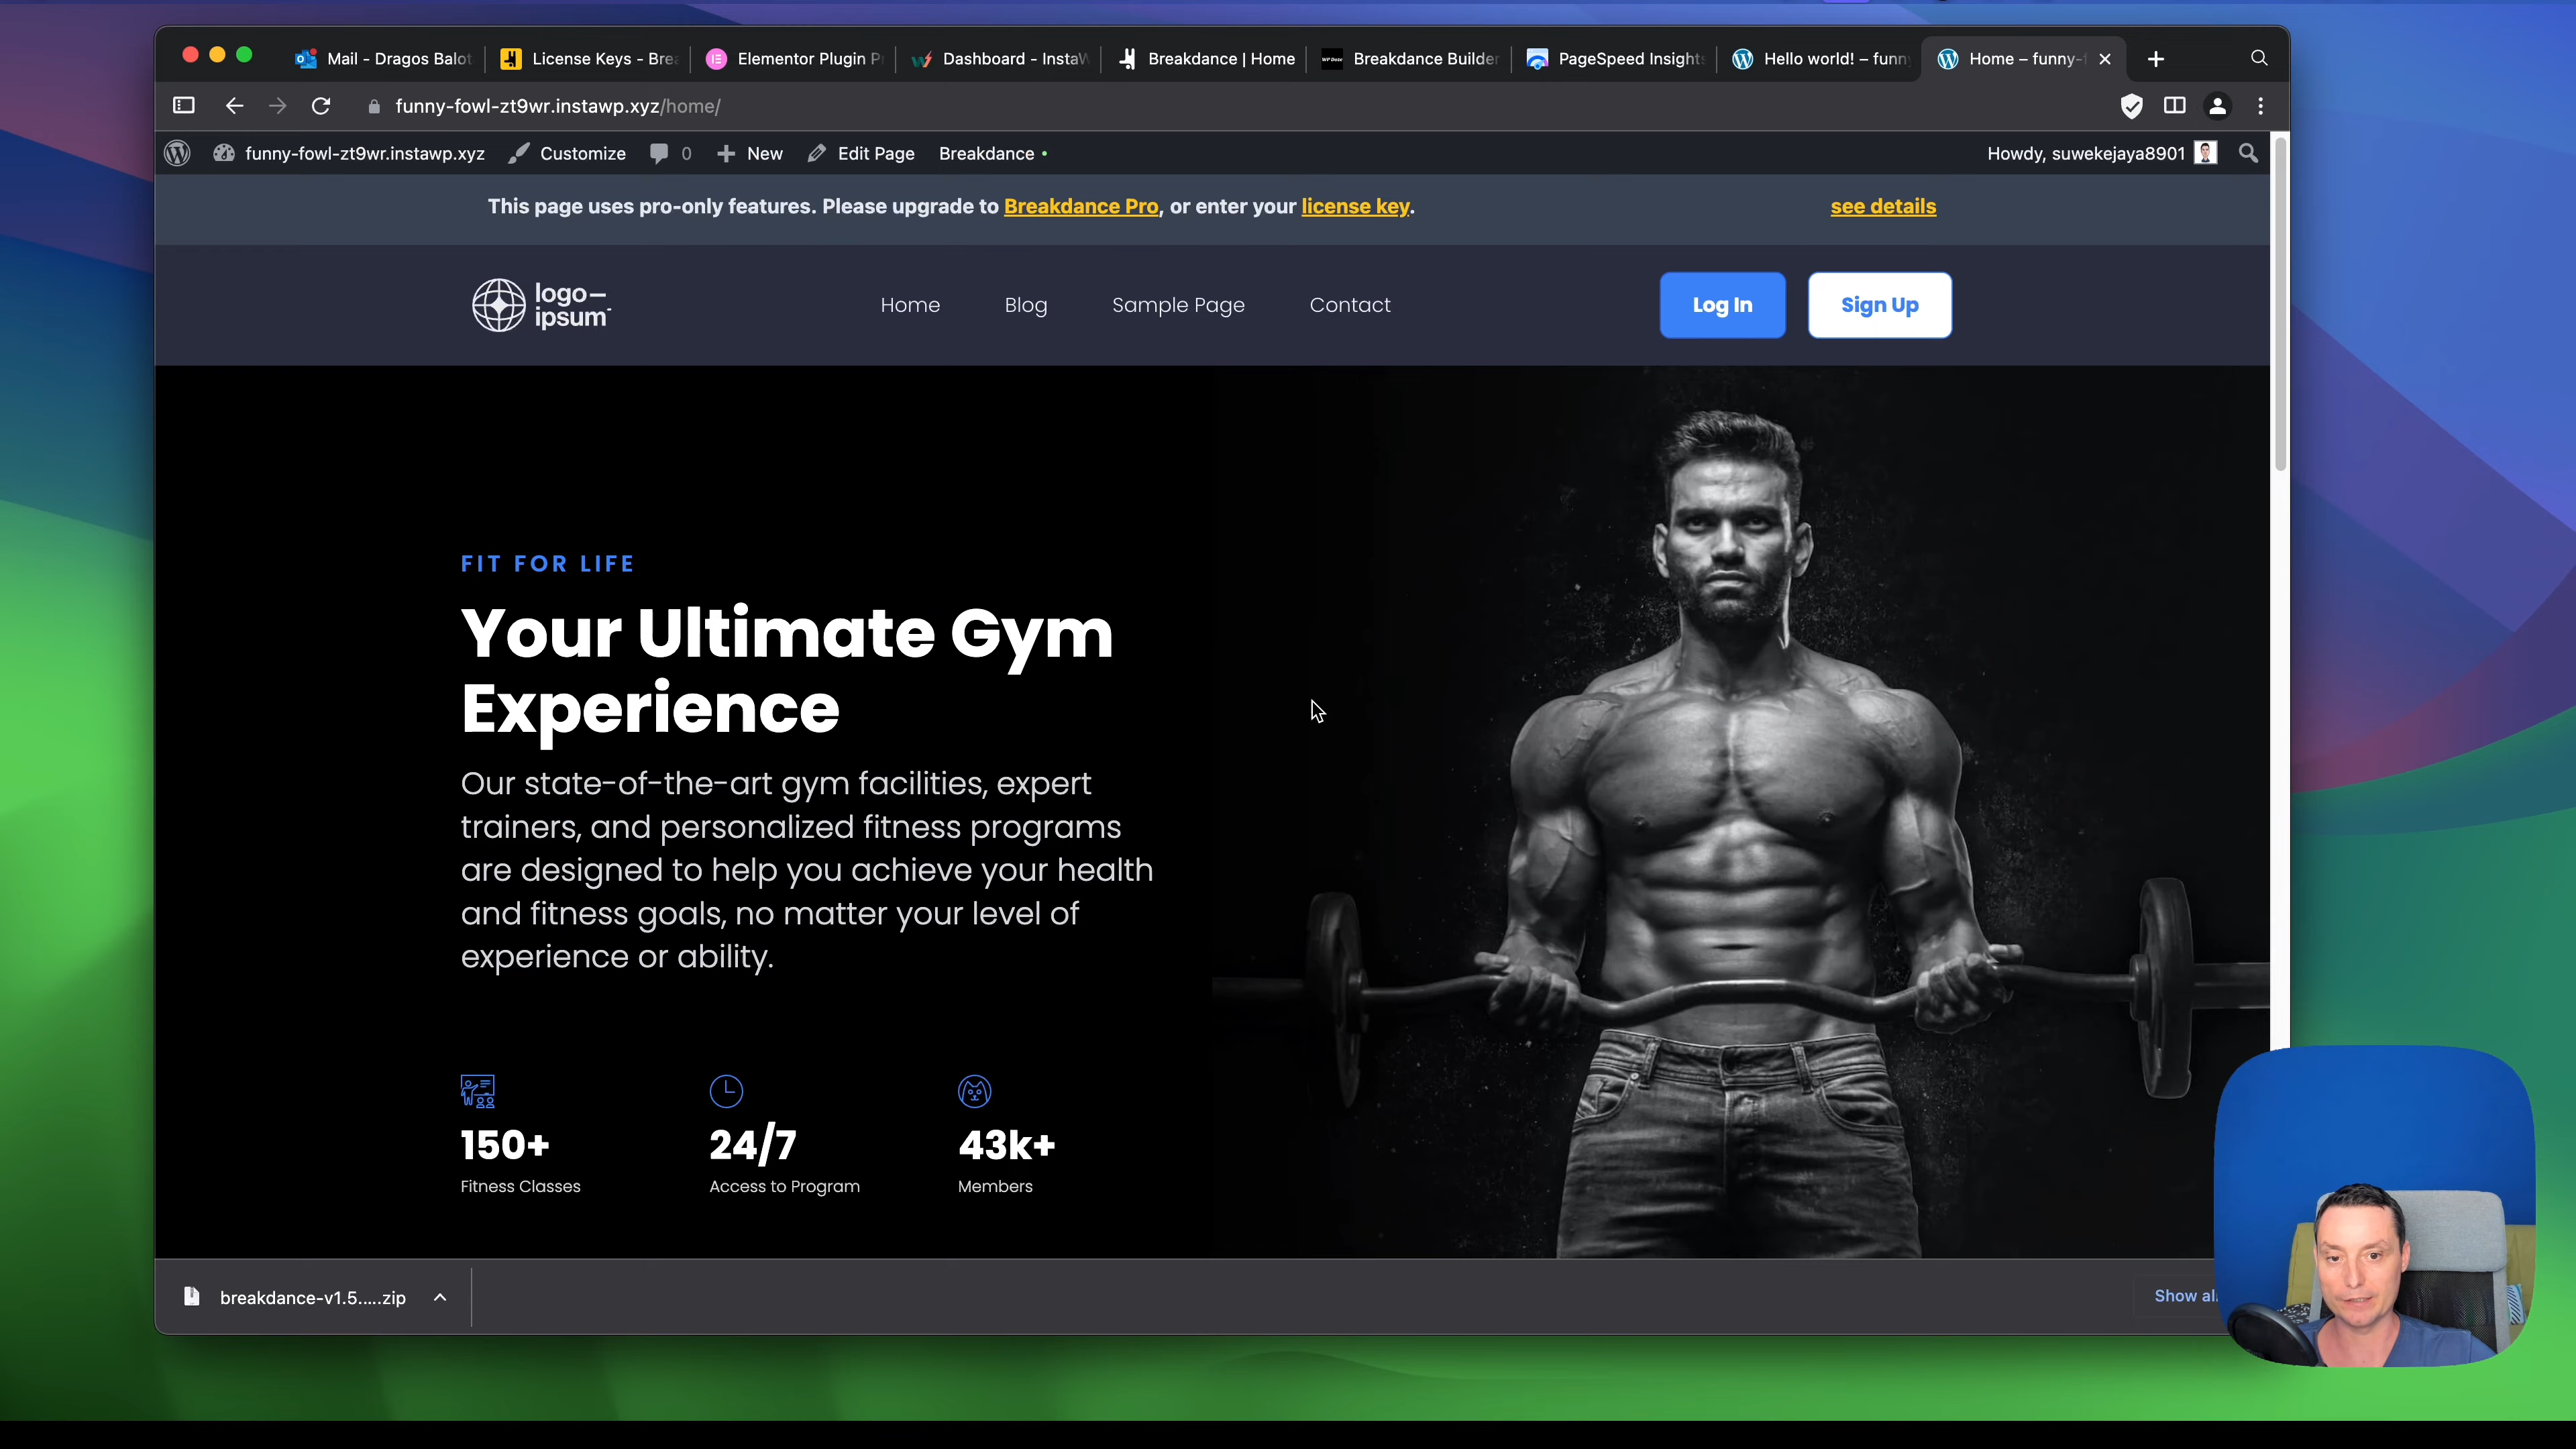 Mail - Dragos Balot
License Keys - Brea
Elementor Plugin Pr
Dashboard - InstaW
Breakdance | Home
WP Doze
Breakdance Builder
PageSpeed Insights
Hello world! – funny
Home – funny-f
funny-fowl-zt9wr.instawp.xyz/home/
funny-fowl-zt9wr.instawp.xyz
Customize
0
New
Edit Page
Breakdance
Howdy, suwekejaya8901
This page uses pro-only features. Please upgrade to Breakdance Pro, or enter your license key.
see details
logo–
ipsum
Home
Blog
Sample Page
Contact
Log In
Sign Up
FIT FOR LIFE
Your Ultimate Gym
Experience
Our state-of-the-art gym facilities, expert
trainers, and personalized fitness programs
are designed to help you achieve your health
and fitness goals, no matter your level of
experience or ability.
150+
24/7
43k+
Fitness Classes
Access to Program
Members
breakdance-v1.5.....zip
Show all